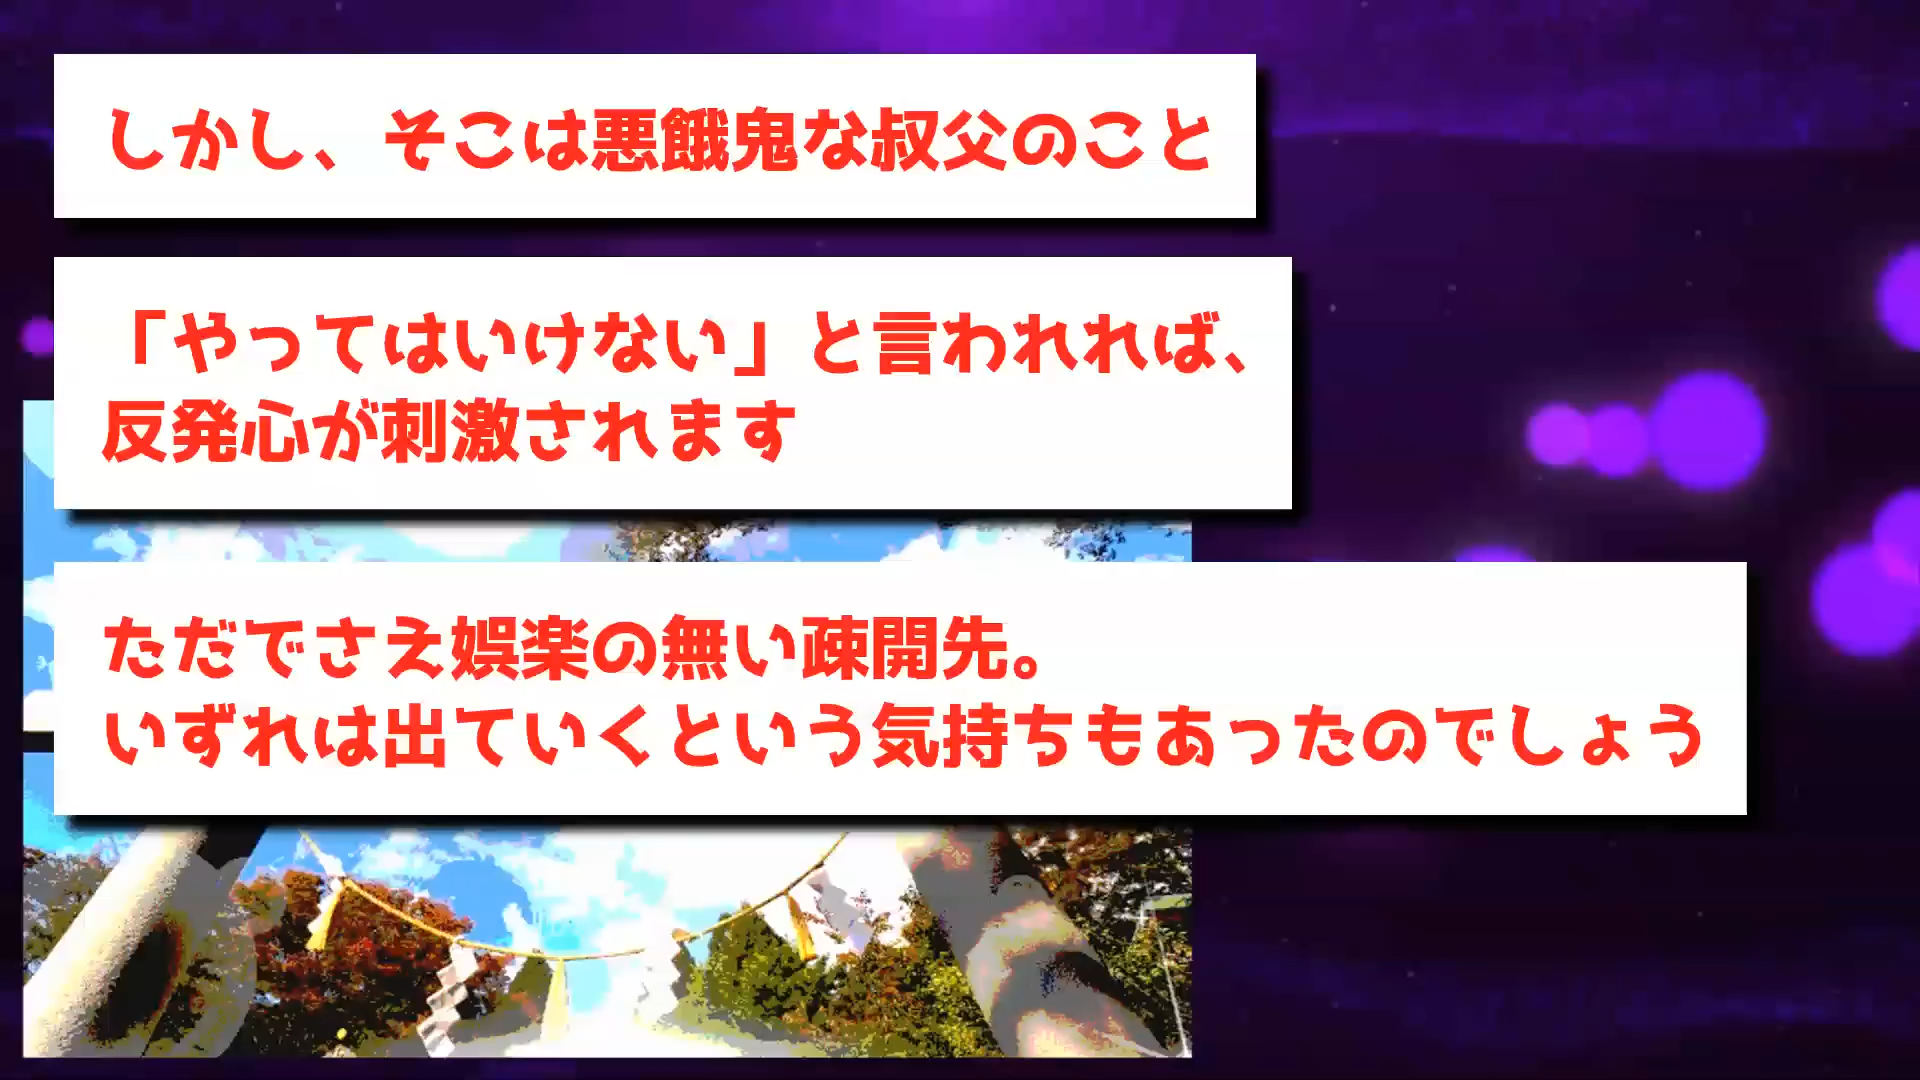 しかし、そこは悪餓鬼な叔父のこと
「やってはいけない」と言われれば、
反発心が刺激されます
ただでさえ娯楽の無い疎開先。
いずれは出ていくという気持ちもあったのでしょう